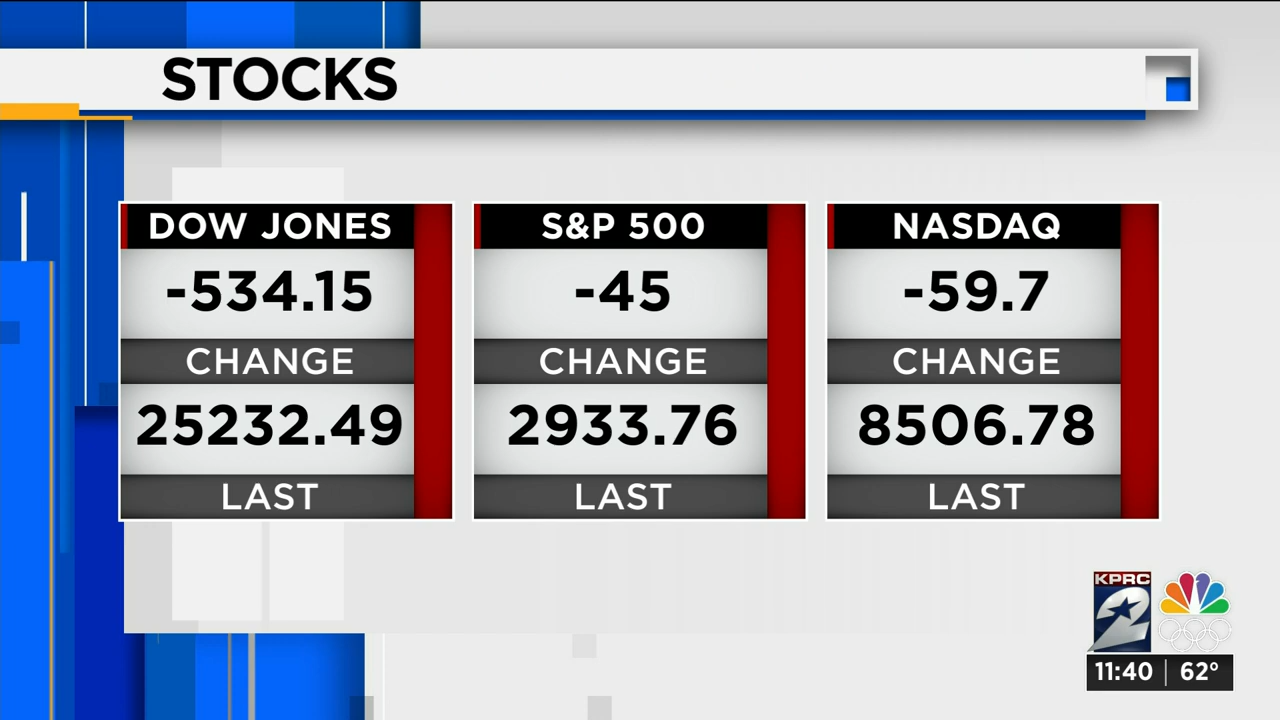 STOCKS
DOW JONES
-534.15
CHANGE
25232.49
LAST
S&P 500
-45
CHANGE
2933.76
LAST
NASDAQ
-59.7
CHANGE
8506.78
LAST
KPRC
2
11:40 62°